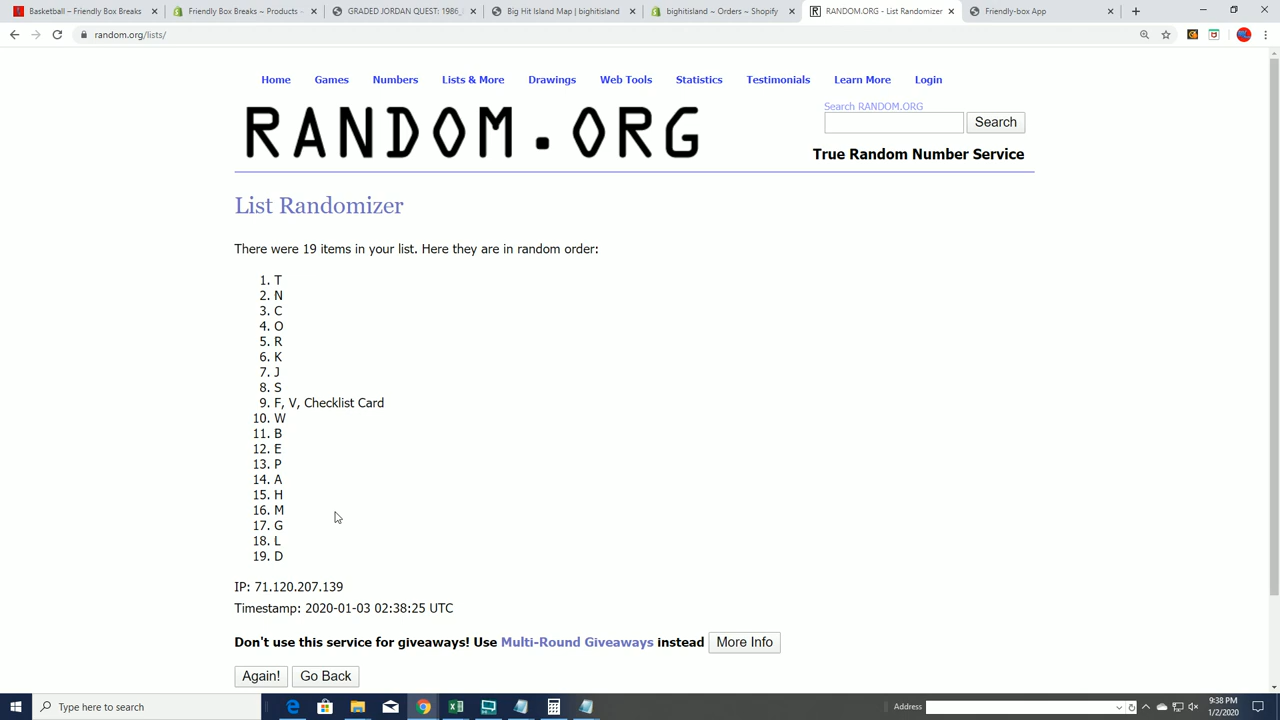 Basketball – Friendly Box Breaks
Friendly Box Breaks ~ Products ~
GRADED JORDAN QUEST: 1986_
Big Hit Island Map | bighitisland
bighitisland ~ Orders ~ Shopify
RANDOM.ORG - List Randomizer
Friendly-box App
random.org/lists/
Home Games Numbers Lists & More Drawings Web Tools Statistics Testimonials Learn More Login
RANDOM.ORG
Search RANDOM.ORG
Search
True Random Number Service
List Randomizer
There were 19 items in your list. Here they are in random order:
1. T
2. N
3. C
4. O
5. R
6. K
7. J
8. S
9. F, V, Checklist Card
10. W
11. B
12. E
13. P
14. A
15. H
16. M
17. G
18. L
19. D
IP: 71.120.207.139
Timestamp: 2020-01-03 02:38:25 UTC
Don't use this service for giveaways! Use Multi-Round Giveaways instead More Info
Again! Go Back
Type here to search
Address
9:38 PM
1/2/2020